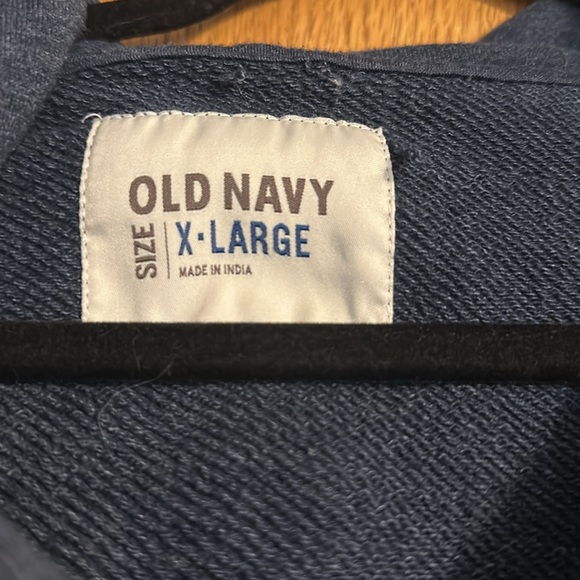 OLD NAVY
SIZE
X·LARGE
MADE IN INDIA